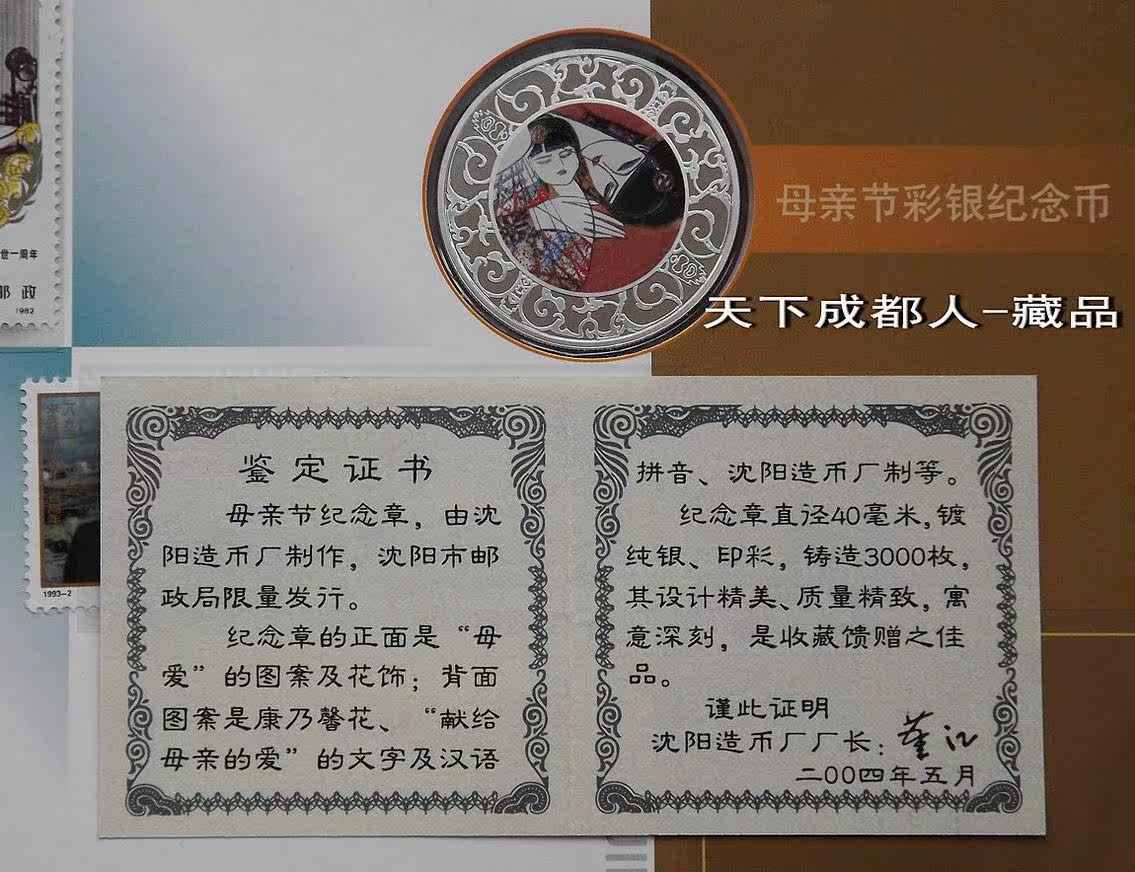 世一周年
邮政
1982
母亲节彩银纪念币
天下成都人-藏品
1993-2
鉴定证书
母亲节纪念章，由沈
阳造币厂制作，沈阳市邮
政局限量发行。
纪念章的正面是“母
爱”的图案及花饰；背面
图案是康乃馨花、“献给
母亲的爱”的文字及汉语
拼音、沈阳造币厂制等。
纪念章直径40毫米，镀
纯银、印彩，铸造3000枚，
其设计精美、质量精致，寓
意深刻，是收藏馈赠之佳
品。
谨此证明
沈阳造币厂厂长：
二00四年五月